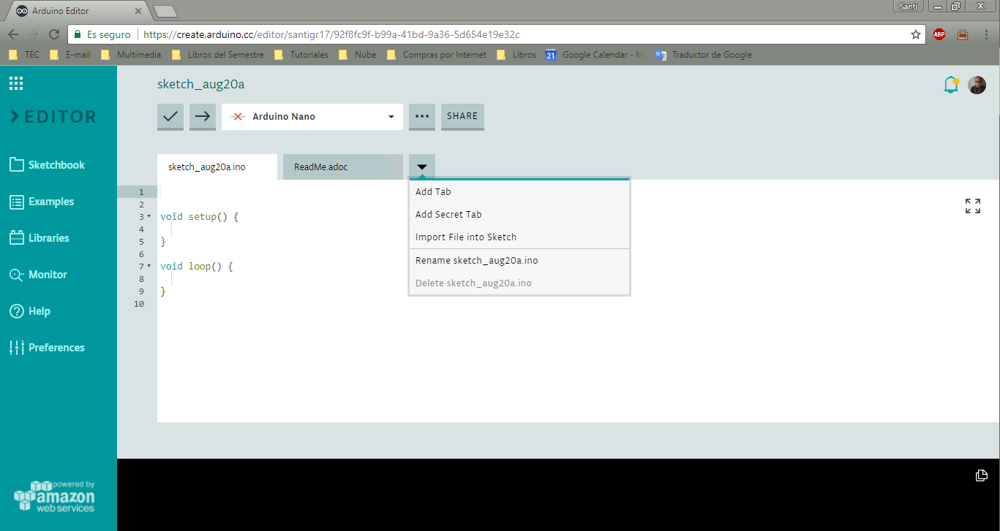 Arduino Editor
Santi
Es seguro https://create.arduino.cc/editor/santigr17/92f8fc9f-b99a-41bd-9a36-5d654e19e32c
ABP
TEC E-mail Multimedia Libros del Semestre Tutoriales Nube Compras por Internet Libros 21 Google Calendar - M Traductor de Google
sketch_aug20a
EDITOR
Arduino Nano
SHARE
Sketchbook
Examples
Libraries
Monitor
Help
Preferences
sketch_aug20a.ino ReadMe.adoc
1
2
3 void setup() {
4
5 }
6
7 void loop() {
8
9 }
10
Add Tab
Add Secret Tab
Import File into Sketch
Rename sketch_aug20a.ino
Delete sketch_aug20a.ino
powered by
amazon
web services